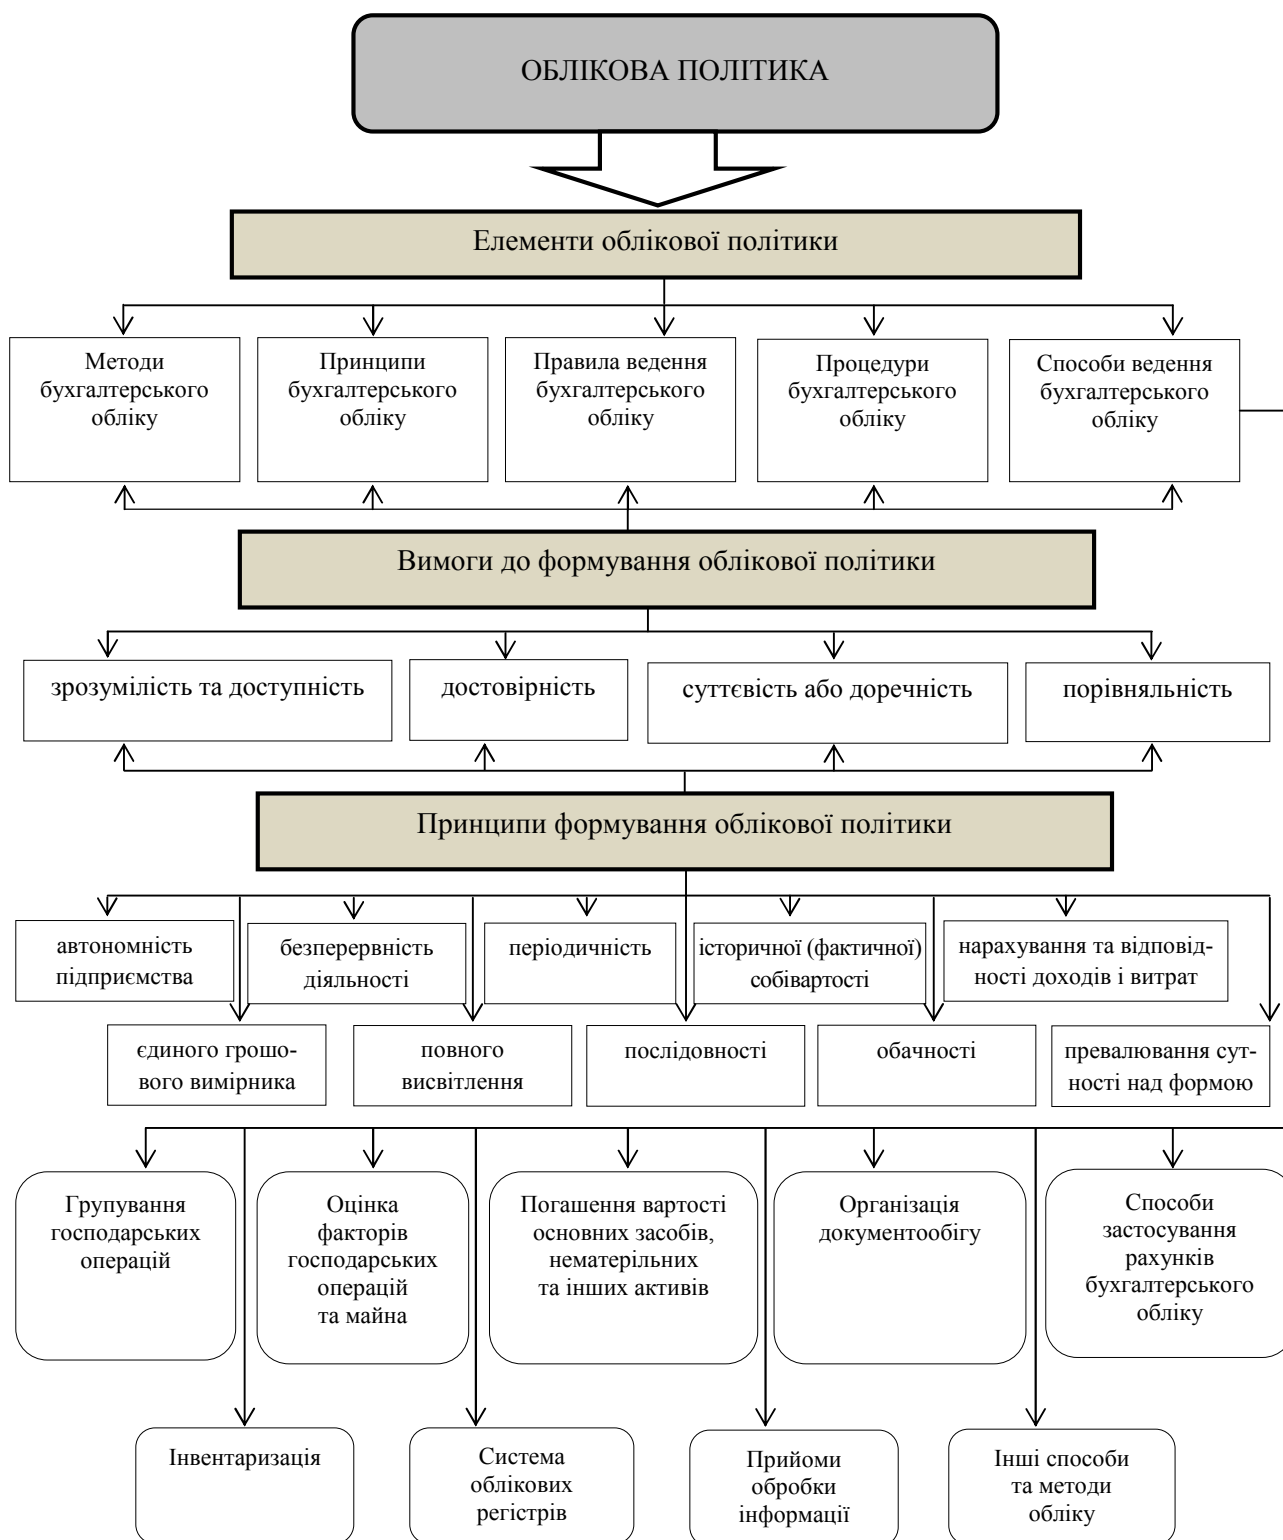 ОБЛІКОВА ПОЛІТИКА
Елементи облікової політики
Методи
бухгалтерського
обліку
Принципи
бухгалтерського
обліку
Правила ведення
бухгалтерського
обліку
Процедури
бухгалтерського
обліку
Способи ведення
бухгалтерського
обліку
Вимоги до формування облікової політики
зрозумілість та доступність
достовірність
суттєвість або доречність
порівняльність
Принципи формування облікової політики
автономність
підприємства
безперервність
діяльності
періодичність
історичної (фактичної)
собівартості
нарахування та відповід-
ності доходів і витрат
єдиного грошо-
вого вимірника
повного
висвітлення
послідовності
обачності
превалювання сут-
ності над формою
Групування
господарських
операцій
Оцінка
факторів
господарських
операцій
та майна
Погашення вартості
основних засобів,
нематерільних
та інших активів
Організація
документообігу
Способи
застосування
рахунків
бухгалтерського
обліку
Інвентаризація
Система
облікових
регістрів
Прийоми
обробки
інформації
Інші способи
та методи
обліку